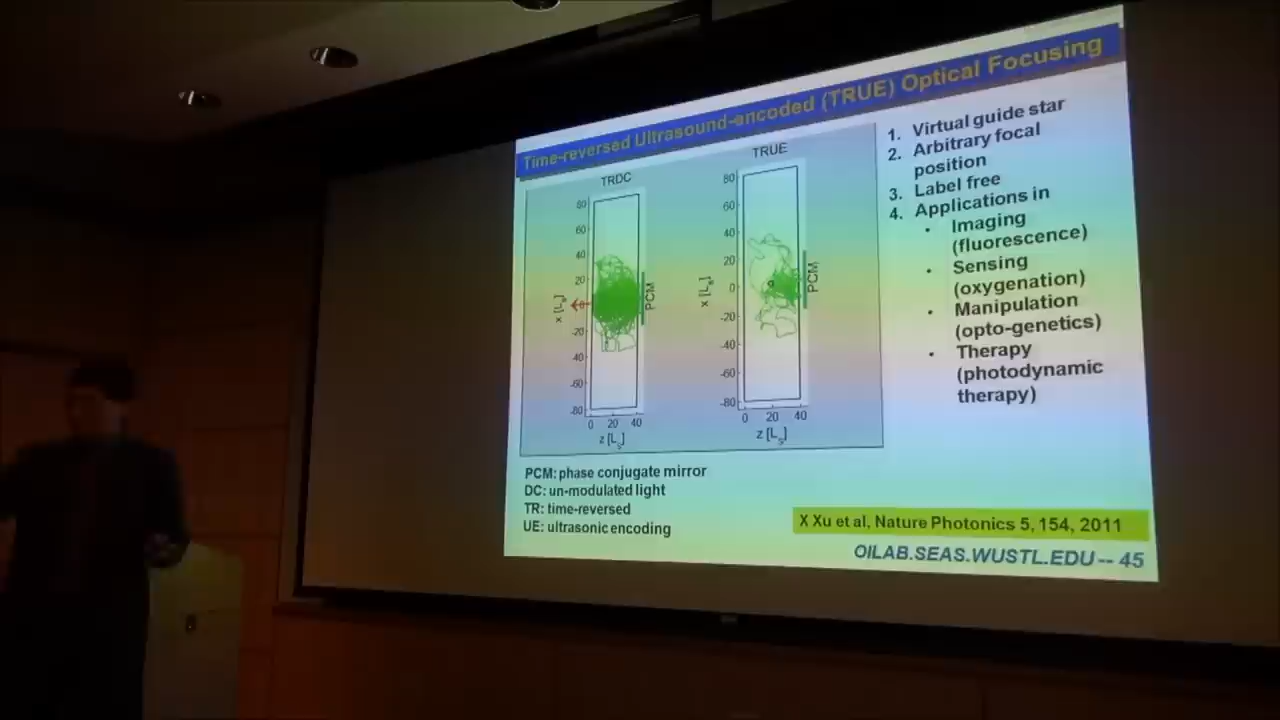 Time-reversed Ultrasound-encoded (TRUE) Optical Focusing
TRDC
80
60
40
20
0
-20
-40
-60
-80
x [Ls]
0 20 40
z [Ls]
PCM
TRUE
80
60
40
20
0
-20
-40
-60
-80
x [Ls]
0 20 40
z [Ls]
PCM
1. Virtual guide star
2. Arbitrary focal
position
3. Label free
4. Applications in
• Imaging
(fluorescence)
• Sensing
(oxygenation)
• Manipulation
(opto-genetics)
• Therapy
(photodynamic
therapy)
PCM: phase conjugate mirror
DC: un-modulated light
TR: time-reversed
UE: ultrasonic encoding
X Xu et al, Nature Photonics 5, 154, 2011
OILAB.SEAS.WUSTL.EDU -- 45